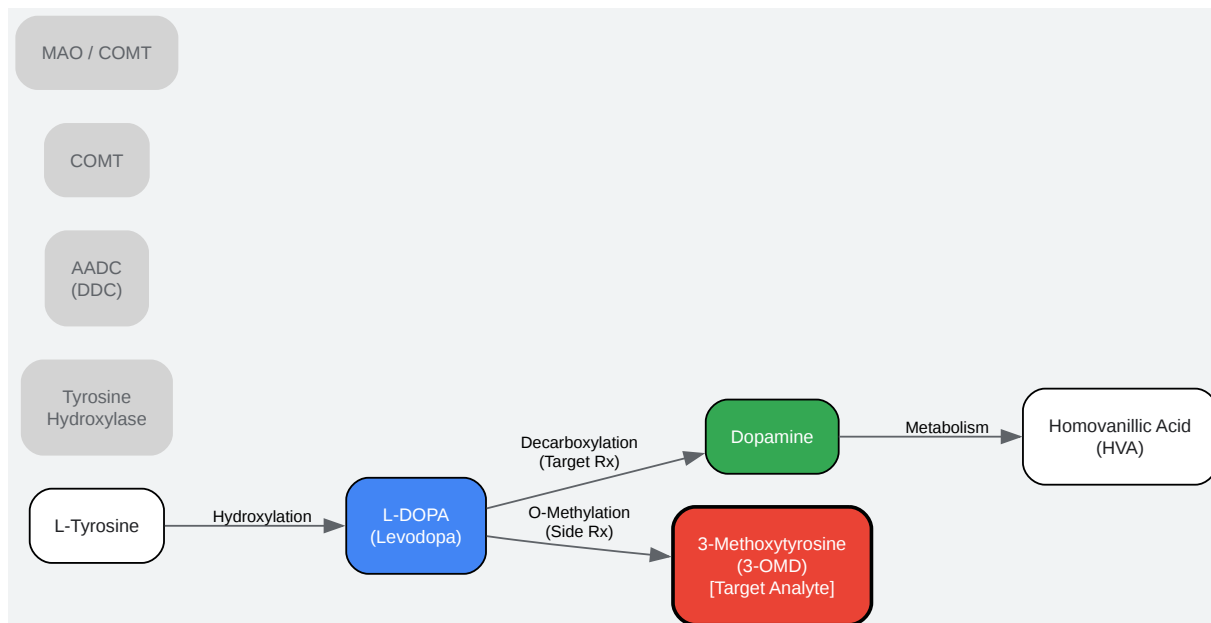 MAO / COMT
COMT
AADC
(DDC)
Tyrosine
Hydroxylase
L-Tyrosine
Hydroxylation
L-DOPA
(Levodopa)
Decarboxylation
(Target Rx)
O-Methylation
(Side Rx)
Dopamine
3-Methoxytyrosine
(3-OMD)
[Target Analyte]
Metabolism
Homovanillic Acid
(HVA)